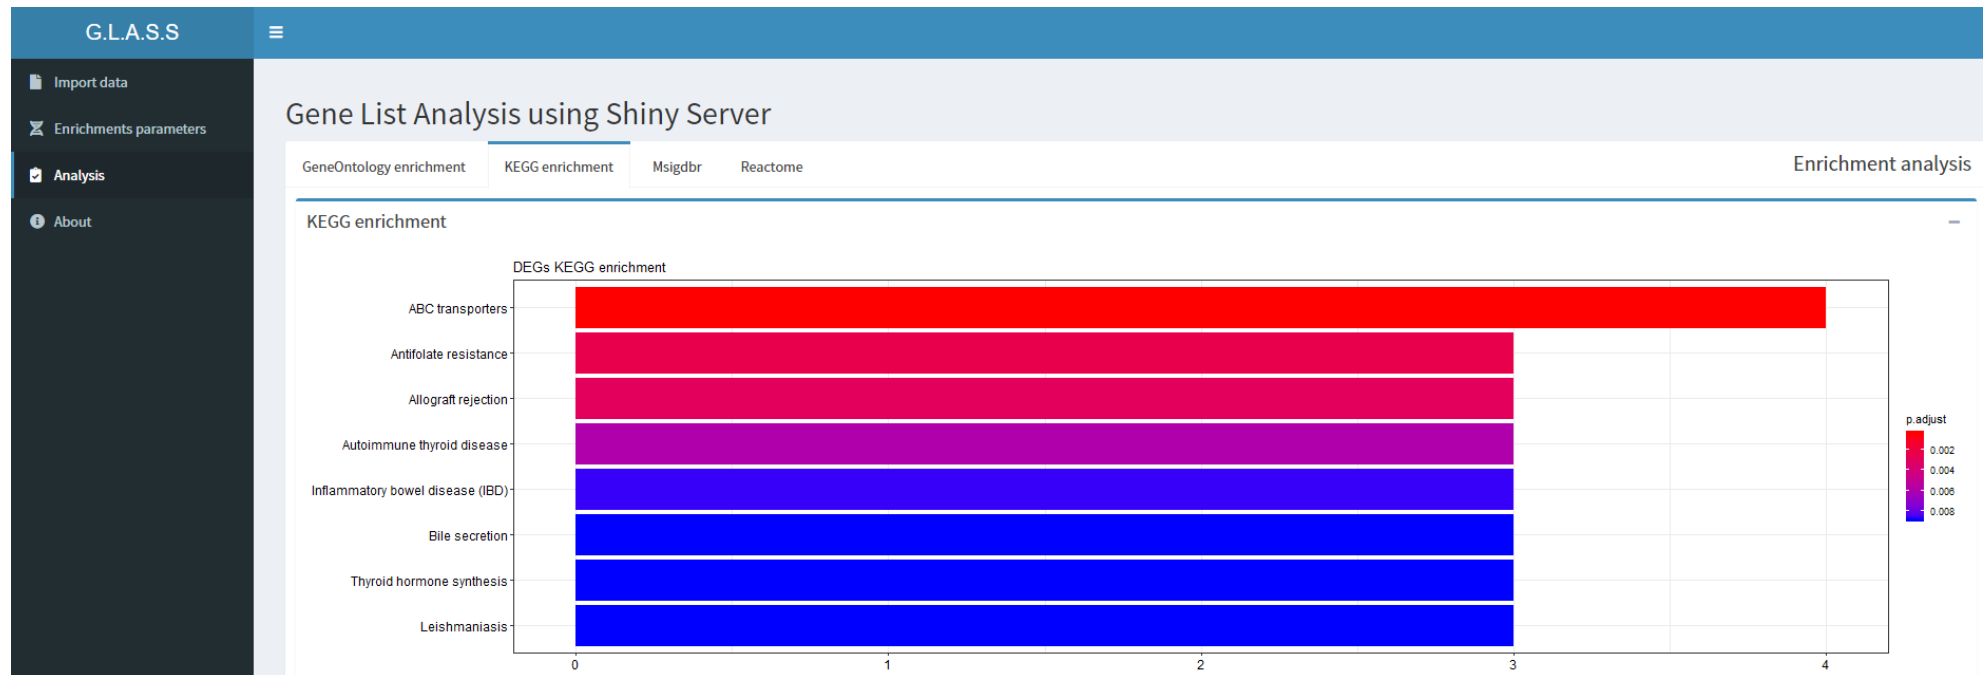 G.L.A.S.S
Import data
Enrichments parameters
Analysis
About
Gene List Analysis using Shiny Server
GeneOntology enrichment KEGG enrichment Msigdbr Reactome Enrichment analysis
KEGG enrichment
DEGs KEGG enrichment
ABC transporters
Antifolate resistance
Allograft rejection
Autoimmune thyroid disease
Inflammatory bowel disease (IBD)
Bile secretion
Thyroid hormone synthesis
Leishmaniasis
0 1 2 3 4
p.adjust
0.002
0.004
0.006
0.008